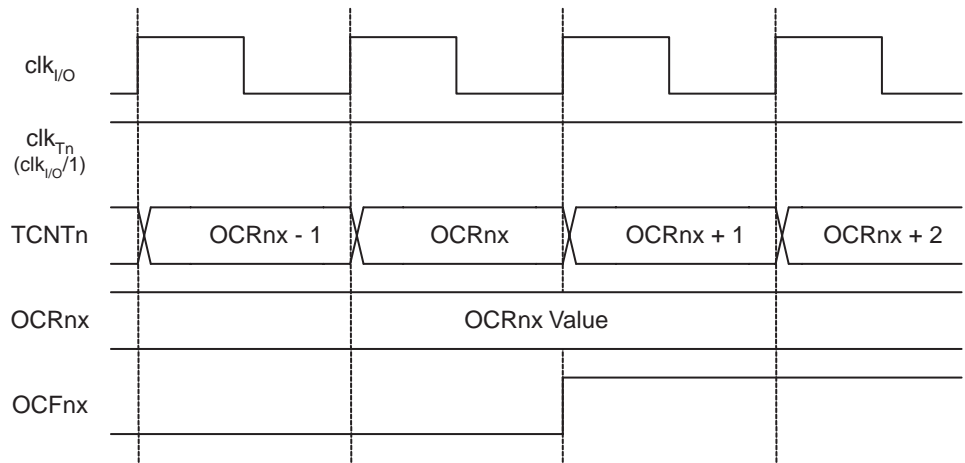 clkI/O
clkTn
(clkI/O/1)
TCNTn OCRnx - 1 OCRnx OCRnx + 1 OCRnx + 2
OCRnx OCRnx Value
OCFnx